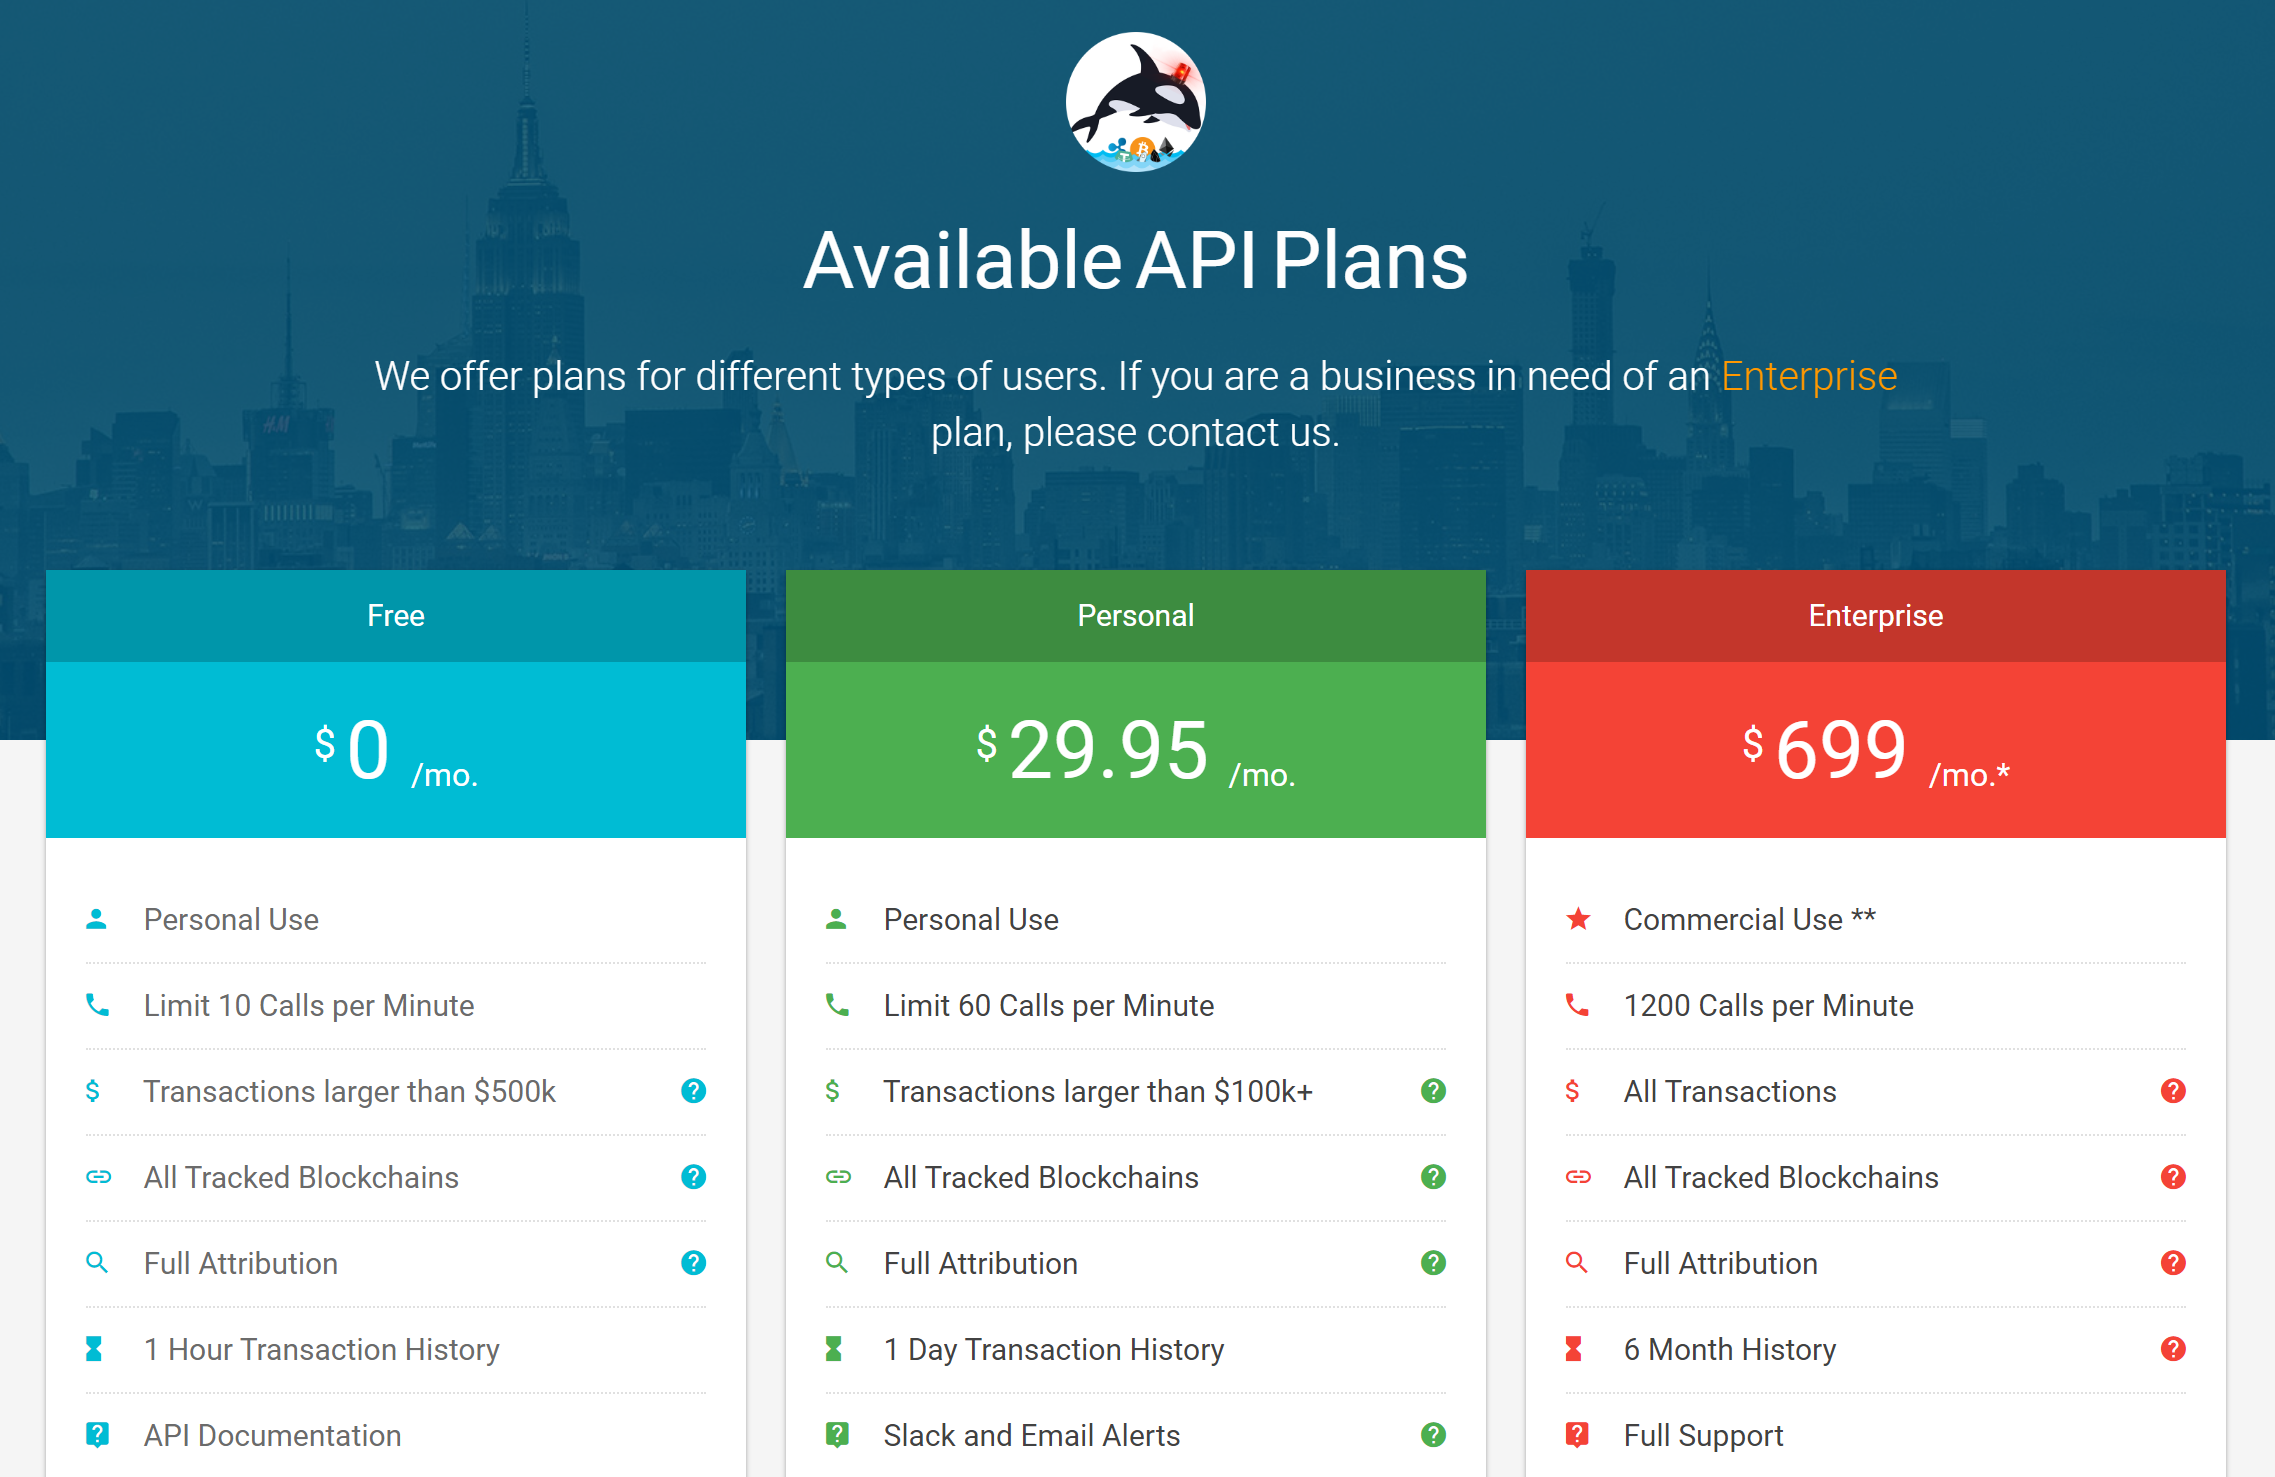 Available API Plans
We offer plans for different types of users. If you are a business in need of an Enterprise
plan, please contact us.
H&M
Free
$0 /mo.
Personal Use
Limit 10 Calls per Minute
Transactions larger than $500k
All Tracked Blockchains
Full Attribution
1 Hour Transaction History
API Documentation
Personal
$29.95 /mo.
Personal Use
Limit 60 Calls per Minute
Transactions larger than $100k+
All Tracked Blockchains
Full Attribution
1 Day Transaction History
Slack and Email Alerts
Enterprise
$699 /mo.*
Commercial Use **
1200 Calls per Minute
All Transactions
All Tracked Blockchains
Full Attribution
6 Month History
Full Support